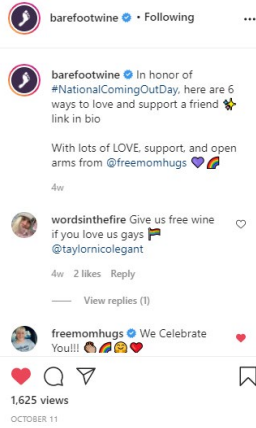 barefootwine • Following
barefootwine In honor of
#NationalComingOutDay, here are 6
ways to love and support a friend ✨
link in bio
With lots of LOVE, support, and open
arms from @freemomhugs 💜🌈
4w
wordsinthefire Give us free wine
if you love us gays 🏳️‍🌈
@taylornicolegant
4w 2 likes Reply
View replies (1)
freemomhugs We Celebrate
You!!! 👏🌈🤗❤️
1,625 views
OCTOBER 11